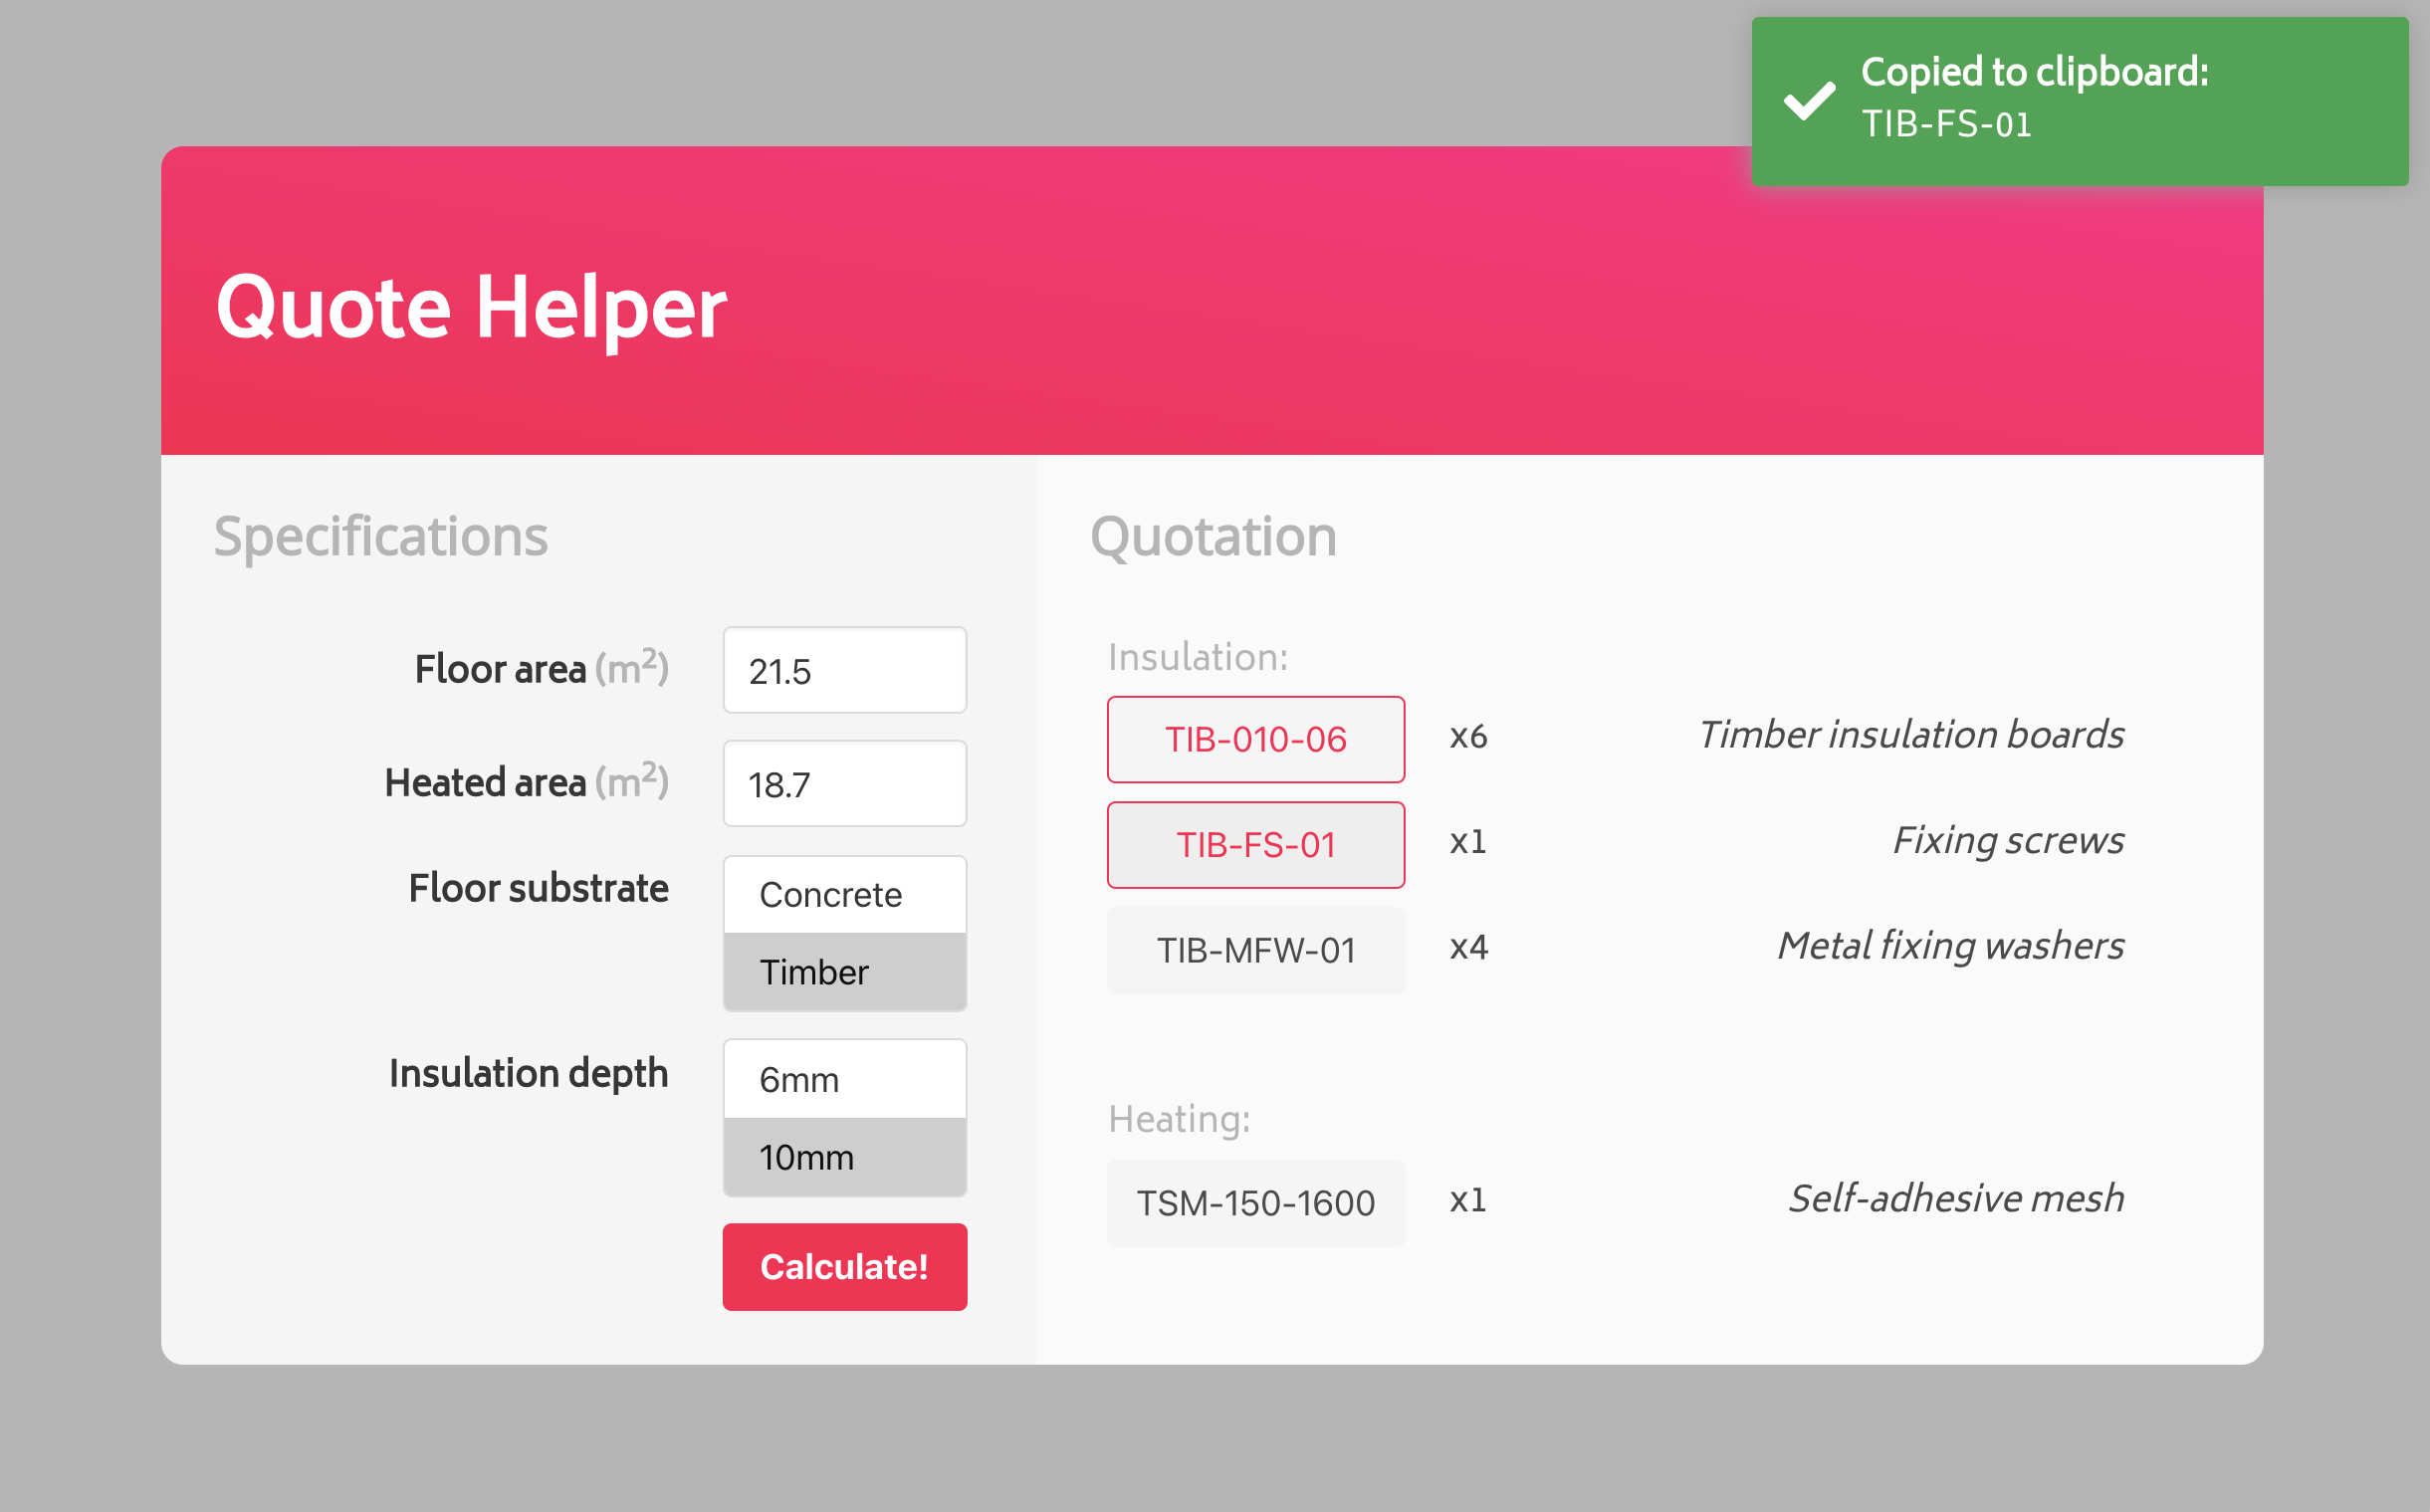 Copied to clipboard:
TIB-FS-01
Quote Helper
Specifications
Floor area (m²) 21.5
Heated area (m²) 18.7
Floor substrate Concrete
Timber
Insulation depth 6mm
10mm
Calculate!
Quotation
Insulation:
TIB-010-06 x6 Timber insulation boards
TIB-FS-01 x1 Fixing screws
TIB-MFW-01 x4 Metal fixing washers
Heating:
TSM-150-1600 x1 Self-adhesive mesh